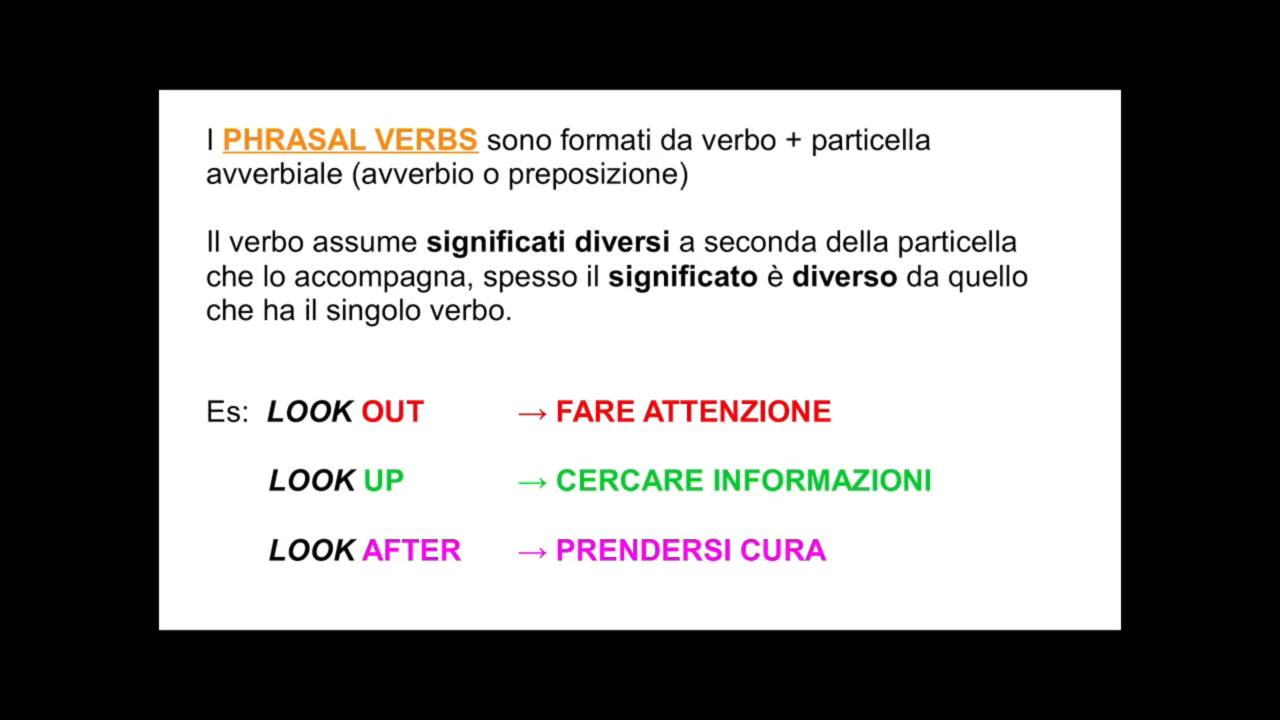 I PHRASAL VERBS sono formati da verbo + particella
avverbiale (avverbio o preposizione)
Il verbo assume significati diversi a seconda della particella
che lo accompagna, spesso il significato è diverso da quello
che ha il singolo verbo.
Es: LOOK OUT → FARE ATTENZIONE
LOOK UP → CERCARE INFORMAZIONI
LOOK AFTER → PRENDERSI CURA